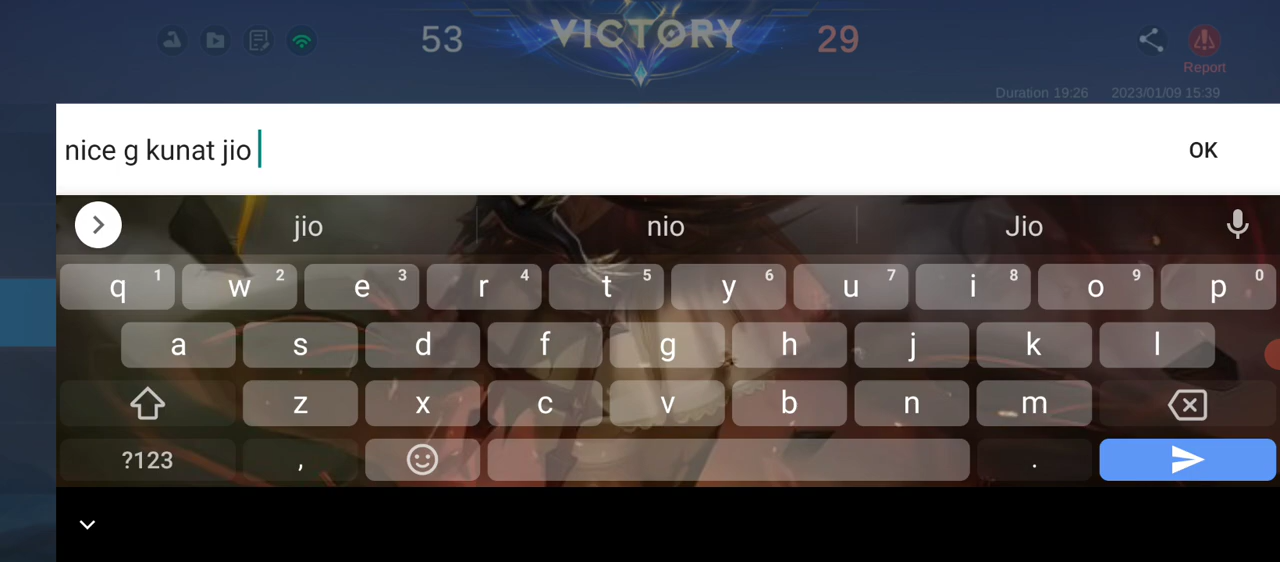 53 VICTORY 29
Report
Duration 19:26 2023/01/09 15:39
nice g kunat jio OK
jio nio Jio
q 1 w 2 e 3 r 4 t 5 y 6 u 7 i 8 o 9 p 0
a s d f g h j k l
z x c v b n m
?123 , .